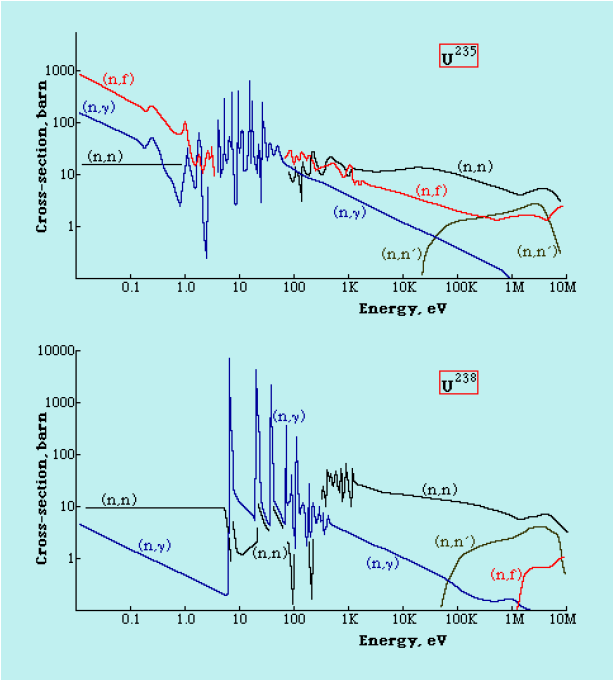 U235
1000
100
10
1
Cross-section, barn
(n,f)
(n,γ)
(n,n)
(n,n)
(n,f)
(n,γ)
(n,n´)
(n,n´)
0.1 1.0 10 100 1K 10K 100K 1M 10M
Energy, eV
U238
10000
1000
100
10
1
Cross-section, barn
(n,γ)
(n,n)
(n,n)
(n,γ)
(n,n)
(n,γ)
(n,n´)
(n,f)
0.1 1.0 10 100 1K 10K 100K 1M 10M
Energy, eV